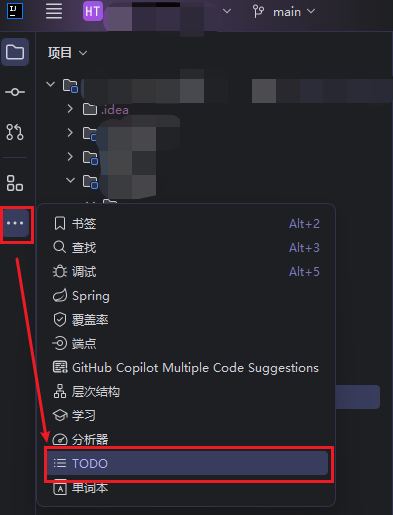 IJ
HT
main
项目
.idea
书签 Alt+2
查找 Alt+3
调试 Alt+5
Spring
覆盖率
端点
GitHub Copilot Multiple Code Suggestions
层次结构
学习
分析器
TODO
单词本